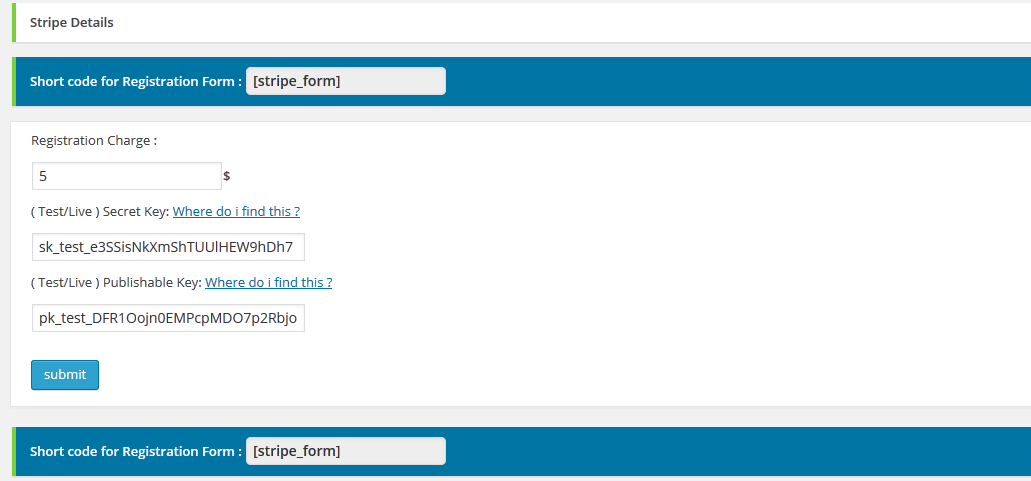 Stripe Details
Short code for Registration Form : [stripe_form]
Registration Charge :
5 $
( Test/Live ) Secret Key: Where do i find this ?
sk_test_e3SSisNkXmShTUUlHEW9hDh7
( Test/Live ) Publishable Key: Where do i find this ?
pk_test_DFR1Oojn0EMPcpMDO7p2Rbjo
submit
Short code for Registration Form : [stripe_form]